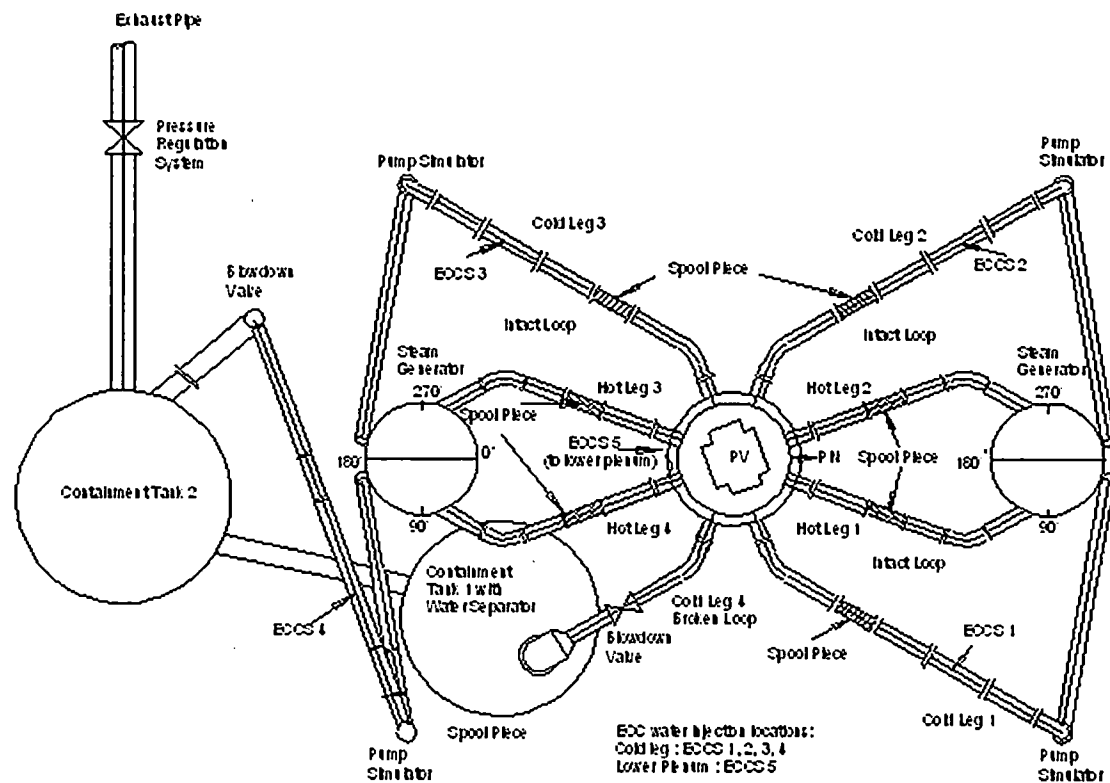 Exhaust Pipe
Pressure
Regulation
System
Pump Simulator
Pump
Simulator
Cold Leg 3
Cold Leg 2
ECCS 3
ECCS 2
Spool Piece
Blowdown
Valve
Intact Loop
Intact Loop
Steam
Generator
Steam
Generator
270°
Hot Leg 3
Hot Leg 2
270°
Spool Piece
180°
0°
ECCS 5
(to lower plenum)
PV
Spool Piece
180°
Containment Tank 2
90°
Hot Leg 4
Hot Leg 1
90°
Intact Loop
Containment
Tank 1 with
Water Separator
ECCS 4
Cold Leg 4
Broken Loop
Blowdown
Valve
Spool Piece
ECCS 1
Cold Leg 1
Spool Piece
Pump
Simulator
ECC water injection locations:
Cold leg : ECCS 1, 2, 3, 4
Lower Plenum : ECCS 5
Pump
Simulator